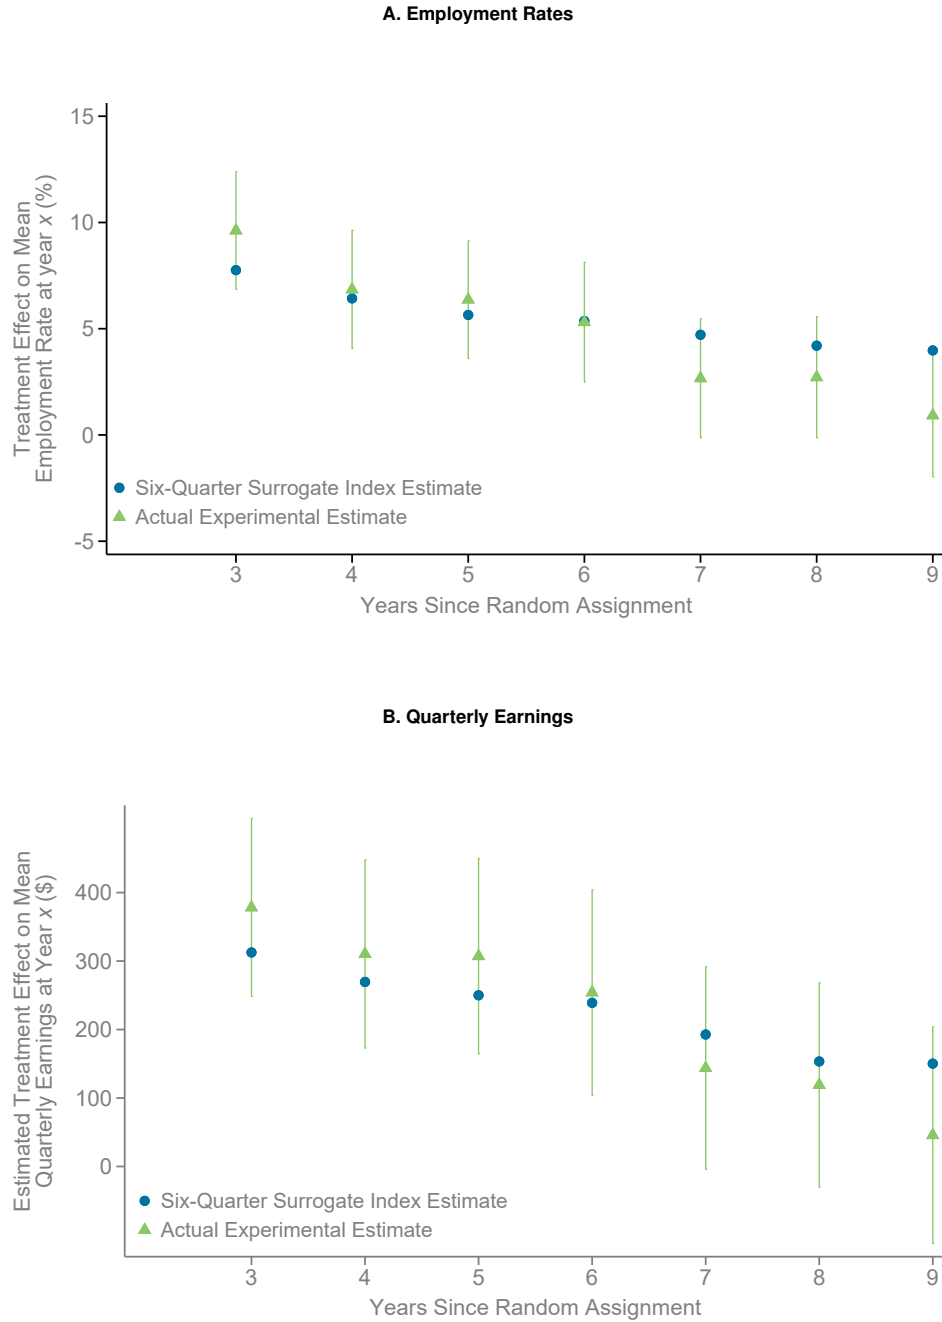 A. Employment Rates
Treatment Effect on Mean
Employment Rate at year x (%)
15
10
5
0
-5
Six-Quarter Surrogate Index Estimate
Actual Experimental Estimate
3 4 5 6 7 8 9
Years Since Random Assignment
B. Quarterly Earnings
Estimated Treatment Effect on Mean
Quarterly Earnings at Year x ($)
400
300
200
100
0
Six-Quarter Surrogate Index Estimate
Actual Experimental Estimate
3 4 5 6 7 8 9
Years Since Random Assignment